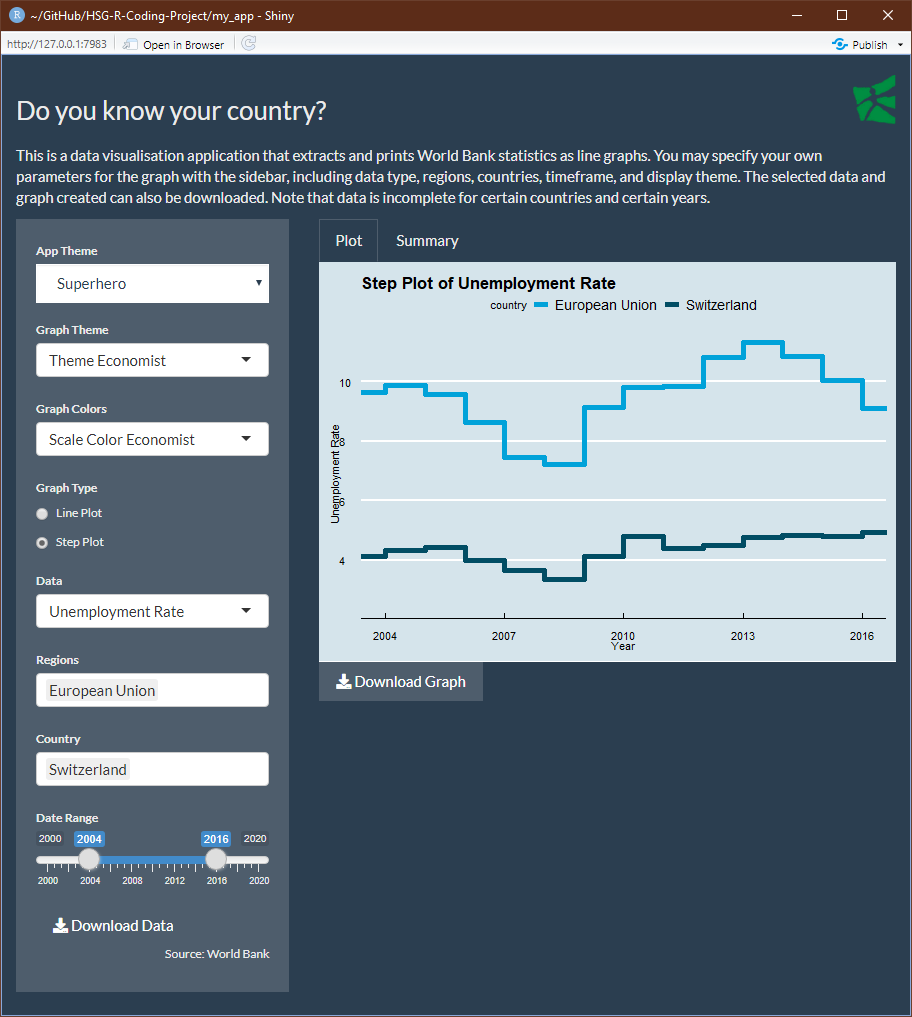 R ~/GitHub/HSG-R-Coding-Project/my_app - Shiny
http://127.0.0.1:7983 Open in Browser Publish
Do you know your country?
This is a data visualisation application that extracts and prints World Bank statistics as line graphs. You may specify your own
parameters for the graph with the sidebar, including data type, regions, countries, timeframe, and display theme. The selected data and
graph created can also be downloaded. Note that data is incomplete for certain countries and certain years.
App Theme
Superhero
Graph Theme
Theme Economist
Graph Colors
Scale Color Economist
Graph Type
Line Plot
Step Plot
Data
Unemployment Rate
Regions
European Union
Country
Switzerland
Date Range
2000 2004 2016 2020
2000 2004 2008 2012 2016 2020
Download Data
Source: World Bank
Plot Summary
Step Plot of Unemployment Rate
country European Union Switzerland
10
8
6
4
Unemployment Rate
2004 2007 2010 2013 2016
Year
Download Graph